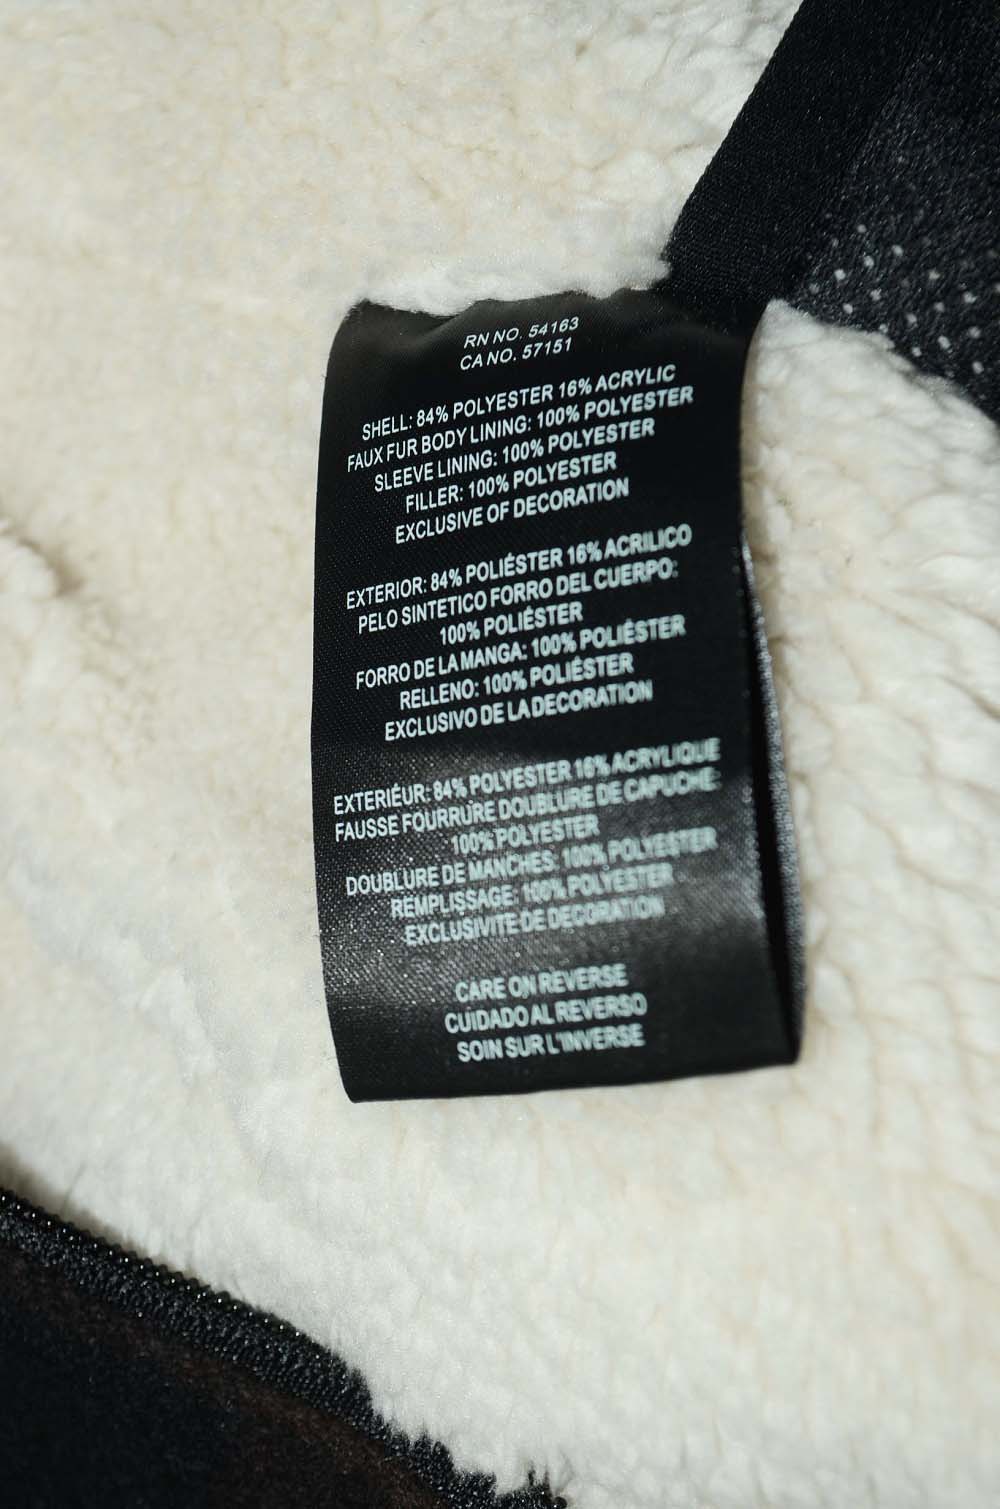 RN NO. 54163
CA NO. 57151
SHELL: 84% POLYESTER 16% ACRYLIC
FAUX FUR BODY LINING: 100% POLYESTER
SLEEVE LINING: 100% POLYESTER
FILLER: 100% POLYESTER
EXCLUSIVE OF DECORATION
EXTERIOR: 84% POLIÉSTER 16% ACRILICO
PELO SINTETICO FORRO DEL CUERPO:
100% POLIÉSTER
FORRO DE LA MANGA: 100% POLIÉSTER
RELLENO: 100% POLIÉSTER
EXCLUSIVO DE LA DECORATION
EXTERIÉUR: 84% POLYESTER 16% ACRYLIQUE
FAUSSE FOURRURE DOUBLURE DE CAPUCHE:
100% POLYESTER
DOUBLURE DE MANCHES: 100% POLYESTER
REMPLISSAGE: 100% POLYESTER
EXCLUSIVITE DE DECORATION
CARE ON REVERSE
CUIDADO AL REVERSO
SOIN SUR L'INVERSE